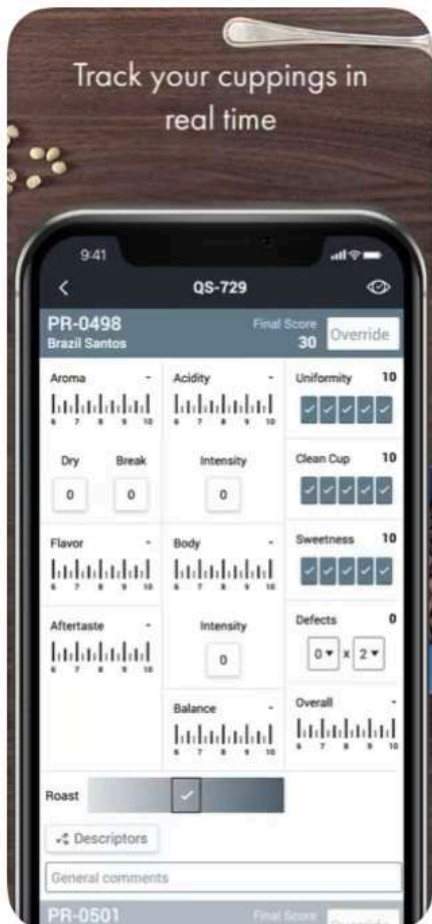 Track your cuppings in
real time
9:41
QS-729
PR-0498
Brazil Santos
Final Score
30
Override
Aroma -
6 7 8 9 10
Acidity -
6 7 8 9 10
Uniformity 10
Dry Break
0 0
Intensity
0
Clean Cup 10
Flavor -
6 7 8 9 10
Body -
6 7 8 9 10
Sweetness 10
Aftertaste -
6 7 8 9 10
Intensity
0
Defects 0
0 x 2
Balance -
6 7 8 9 10
Overall -
6 7 8 9 10
Roast
Descriptors
General comments
PR-0501
Final Score
Override